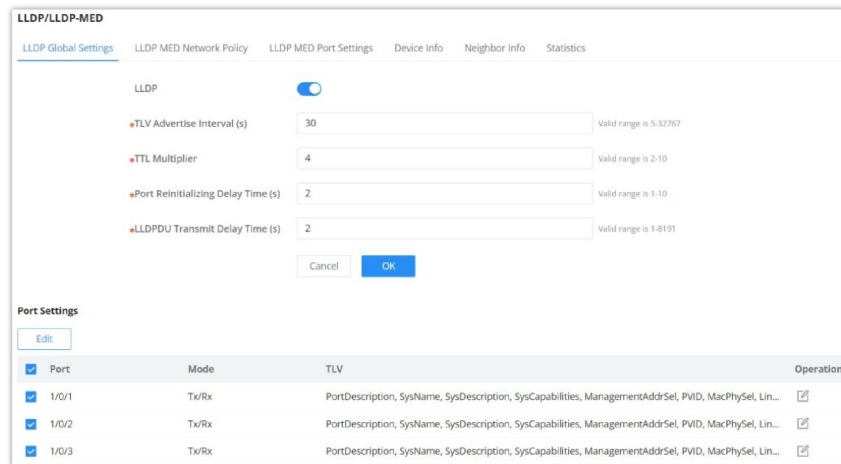 LLDP/LLDP-MED
LLDP Global Settings LLDP MED Network Policy LLDP MED Port Settings Device Info Neighbor Info Statistics
LLDP
*TLV Advertise Interval (s) 30 Valid range is 5-32767
*TTL Multiplier 4 Valid range is 2-10
*Port Reinitializing Delay Time (s) 2 Valid range is 1-10
*LLDPDU Transmit Delay Time (s) 2 Valid range is 1-8191
Cancel OK
Port Settings
Edit
Port Mode TLV Operation
1/0/1 Tx/Rx PortDescription, SysName, SysDescription, SysCapabilities, ManagementAddrSel, PVID, MacPhySel, Lin...
1/0/2 Tx/Rx PortDescription, SysName, SysDescription, SysCapabilities, ManagementAddrSel, PVID, MacPhySel, Lin...
1/0/3 Tx/Rx PortDescription, SysName, SysDescription, SysCapabilities, ManagementAddrSel, PVID, MacPhySel, Lin...